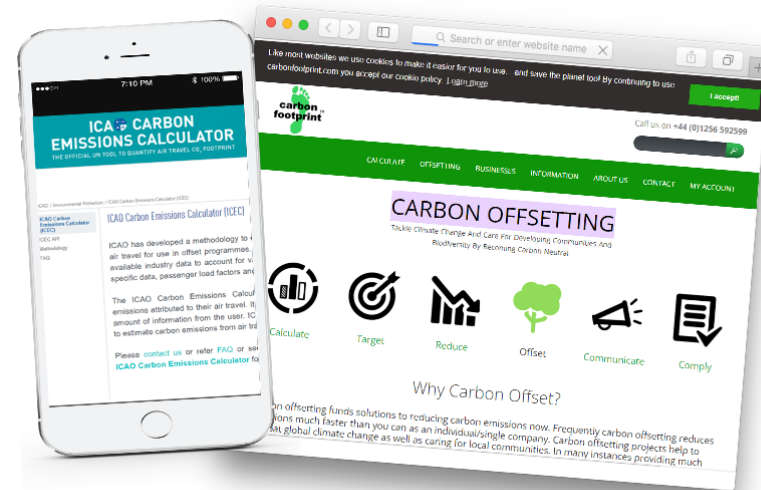 7:10 PM
100%
ICAO CARBON
EMISSIONS CALCULATOR
THE OFFICIAL UN TOOL TO QUANTIFY AIR TRAVEL CO₂ FOOTPRINT
ICAO / Environmental Protection / ICAO Carbon Emissions Calculator (ICEC)
ICAO Carbon
Emissions Calculator
(ICEC)
ICEC API
Methodology
FAQ
ICAO Carbon Emissions Calculator (ICEC)
ICAO has developed a methodology to
air travel for use in offset programmes.
available industry data to account for
specific data, passenger load factors and
The ICAO Carbon Emissions
emissions attributed to their air travel.
amount of information from the user.
to estimate carbon emissions from air
Please contact us or refer FAQ or
ICAO Carbon Emissions Calculator
Search or enter website name
Like most websites we use cookies to make it easier for you to use. and save the planet too! By continuing to use
carbonfootprint.com you accept our cookie policy. Learn more
I accept!
carbon
footprint™
Call us on +44 (0)1256 592599
CALCULATE OFFSETTING BUSINESSES INFORMATION ABOUT US CONTACT MY ACCOUNT
CARBON OFFSETTING
Tackle Climate Change And Care For Developing Communities And
Biodiversity By Becoming Carbon Neutral
Calculate Target Reduce Offset Communicate Comply
Why Carbon Offset?
offsetting funds solutions to reducing carbon emissions now. Frequently carbon offsetting reduces
much faster than you can as an individual/single company. Carbon offsetting projects help to
global climate change as well as caring for local communities. In many instances providing much